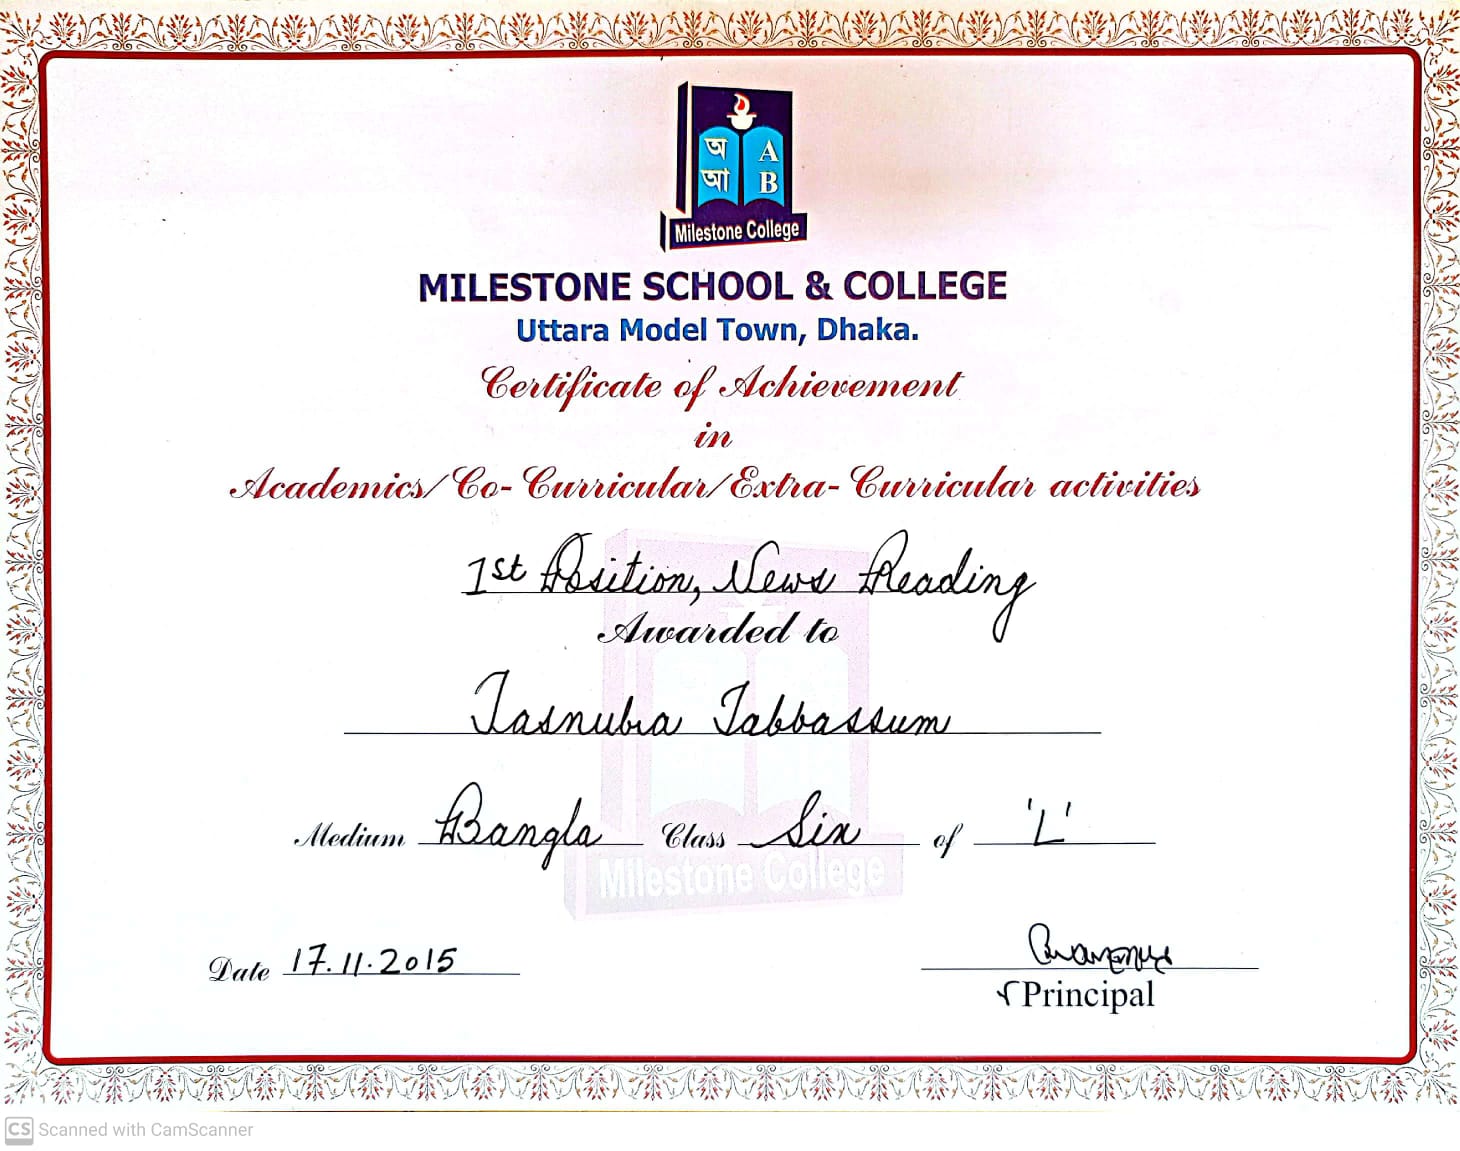 অ A
আ B
Milestone College
MILESTONE SCHOOL & COLLEGE
Uttara Model Town, Dhaka.
Certificate of Achievement
in
Academics/Co-Curricular/Extra-Curricular activities
1st Position, News Reading
Awarded to
Tasnubia Tabbassum
Medium Bangla Class Six of 'L'
Milestone College
Date 17.11.2015
Principal
CS Scanned with CamScanner